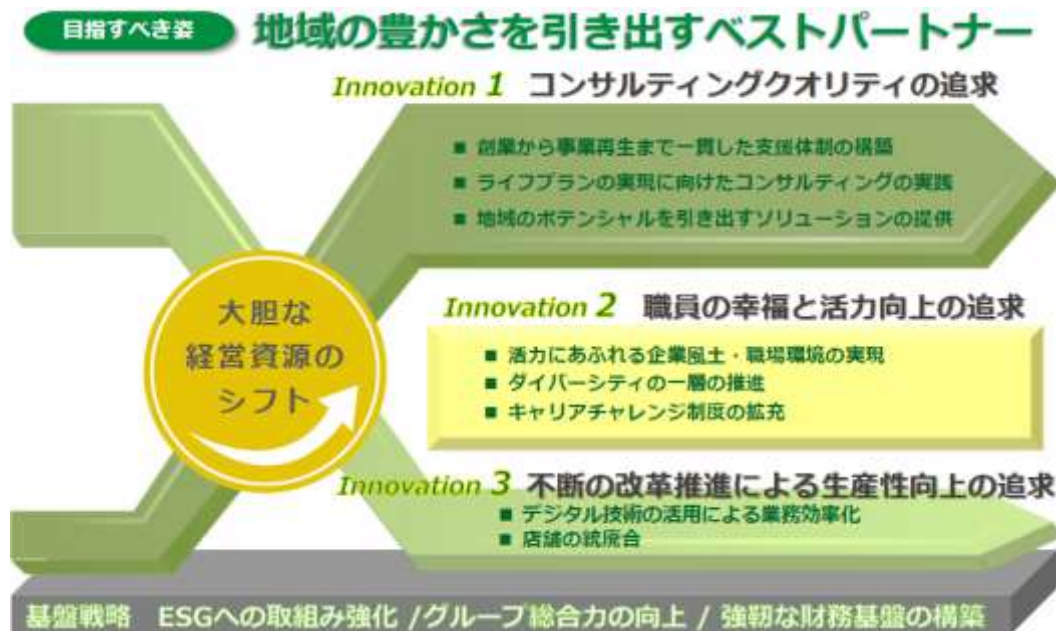 目指すべき姿 地域の豊かさを引き出すベストパートナー
Innovation 1 コンサルティングクオリティの追求
■ 創業から事業再生まで一貫した支援体制の構築
■ ライフプランの実現に向けたコンサルティングの実践
■ 地域のポテンシャルを引き出すソリューションの提供
大胆な
経営資源の
シフト
Innovation 2 職員の幸福と活力向上の追求
■ 活力にあふれる企業風土・職場環境の実現
■ ダイバーシティの一層の推進
■ キャリアチャレンジ制度の拡充
Innovation 3 不断の改革推進による生産性向上の追求
■ デジタル技術の活用による業務効率化
■ 店舗の統廃合
基盤戦略 ESGへの取組み強化 /グループ総合力の向上 / 強靭な財務基盤の構築